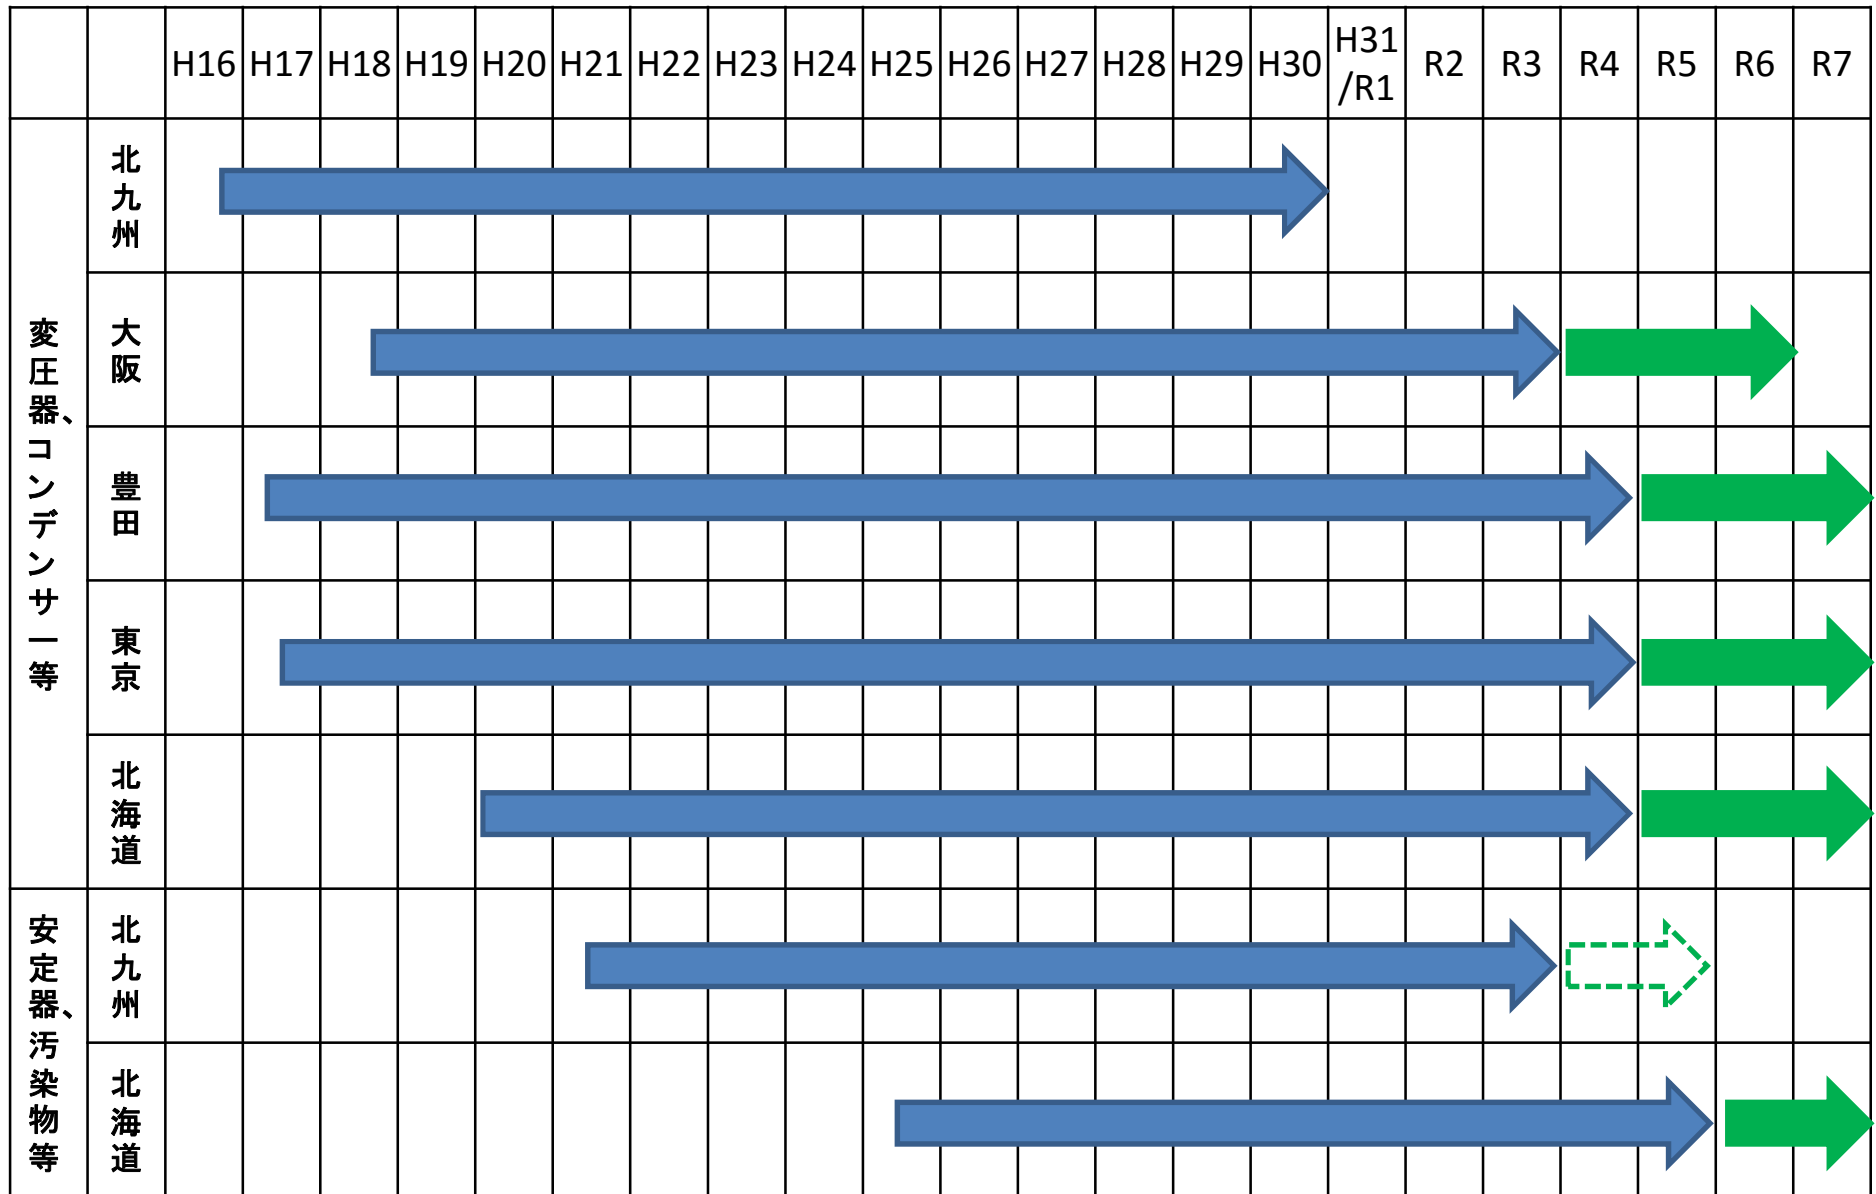 H16 H17 H18 H19 H20 H21 H22 H23 H24 H25 H26 H27 H28 H29 H30 H31/R1 R2 R3 R4 R5 R6 R7
変圧器、コンデンサー等
北九州
大阪
豊田
東京
北海道
安定器、汚染物等
北九州
北海道